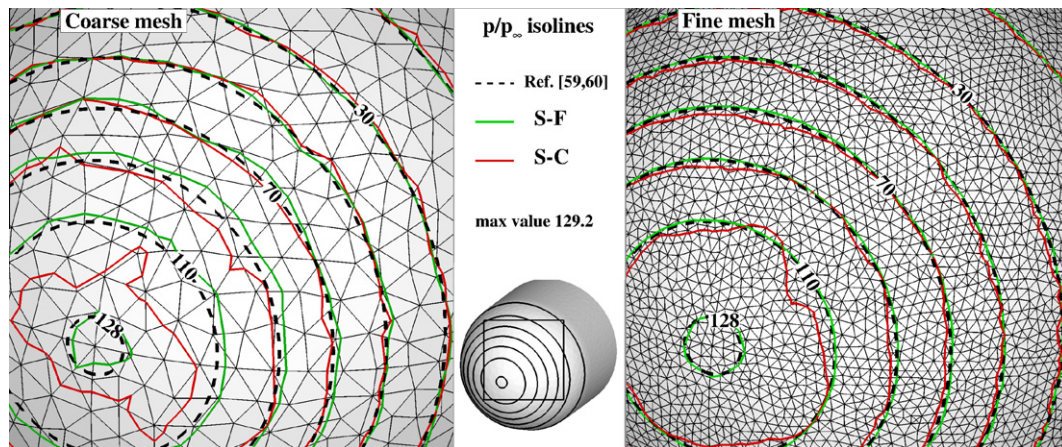 Coarse mesh
30
70
110
128
p/p∞ isolines
Ref. [59,60]
S-F
S-C
max value 129.2
Fine mesh
30
70
110
128